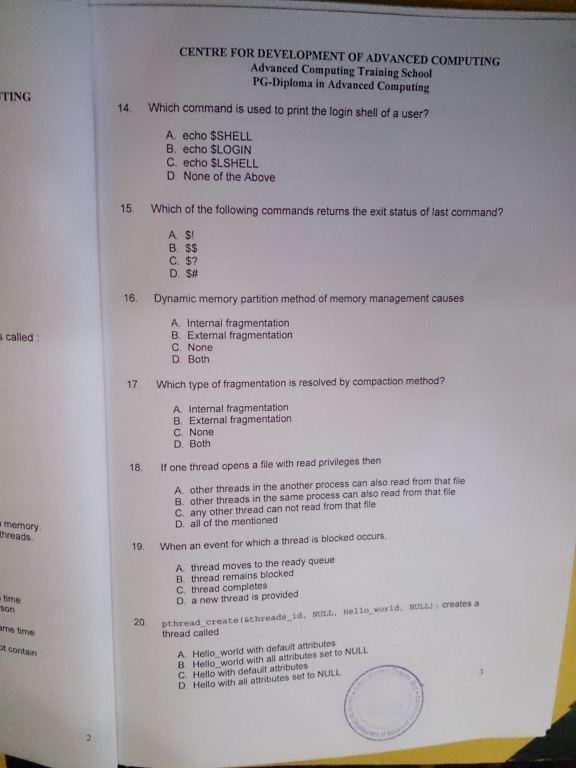 TING
s called :
memory.
threads.
time
son
ame time
ot contain
2
CENTRE FOR DEVELOPMENT OF ADVANCED COMPUTING
Advanced Computing Training School
PG-Diploma in Advanced Computing
14. Which command is used to print the login shell of a user?
A. echo $SHELL
B. echo $LOGIN
C. echo $LSHELL
D. None of the Above
15. Which of the following commands returns the exit status of last command?
A. $!
B. $$
C. $?
D. $#
16. Dynamic memory partition method of memory management causes
A. Internal fragmentation
B. External fragmentation
C. None
D. Both
17. Which type of fragmentation is resolved by compaction method?
A. Internal fragmentation
B. External fragmentation
C. None
D. Both
18. If one thread opens a file with read privileges then
A. other threads in the another process can also read from that file
B. other threads in the same process can also read from that file
C. any other thread can not read from that file
D. all of the mentioned
19. When an event for which a thread is blocked occurs,
A. thread moves to the ready queue
B. thread remains blocked
C. thread completes
D. a new thread is provided
20. pthread_create(&threads_id, NULL, Hello_world, NULL); creates a
thread called
A. Hello_world with default attributes
B. Hello_world with all attributes set to NULL
C. Hello with default attributes
D. Hello with all attributes set to NULL
3